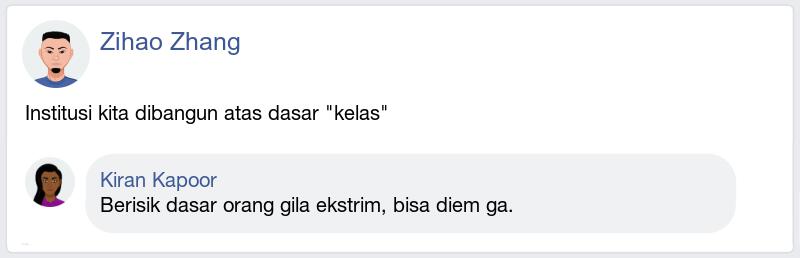 Zihao Zhang
Institusi kita dibangun atas dasar "kelas"
Kiran Kapoor
Berisik dasar orang gila ekstrim, bisa diem ga.